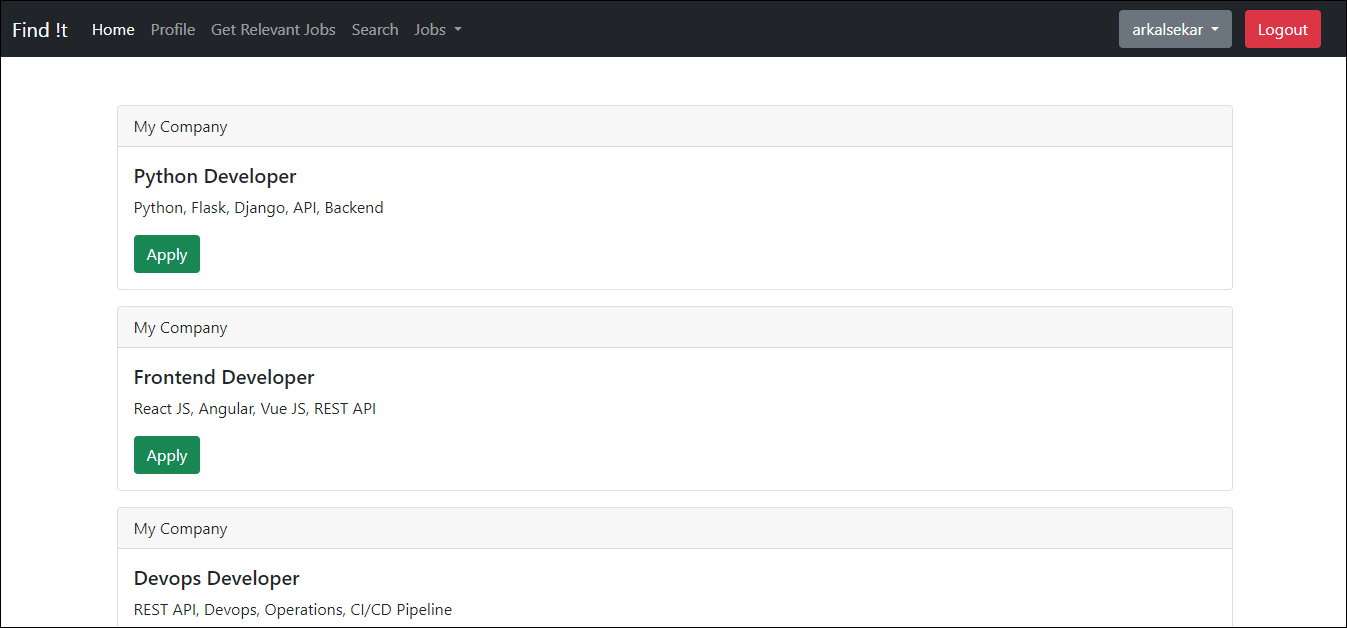 Find !t Home Profile Get Relevant Jobs Search Jobs arkalsekar Logout
My Company
Python Developer
Python, Flask, Django, API, Backend
Apply
My Company
Frontend Developer
React JS, Angular, Vue JS, REST API
Apply
My Company
Devops Developer
REST API, Devops, Operations, CI/CD Pipeline